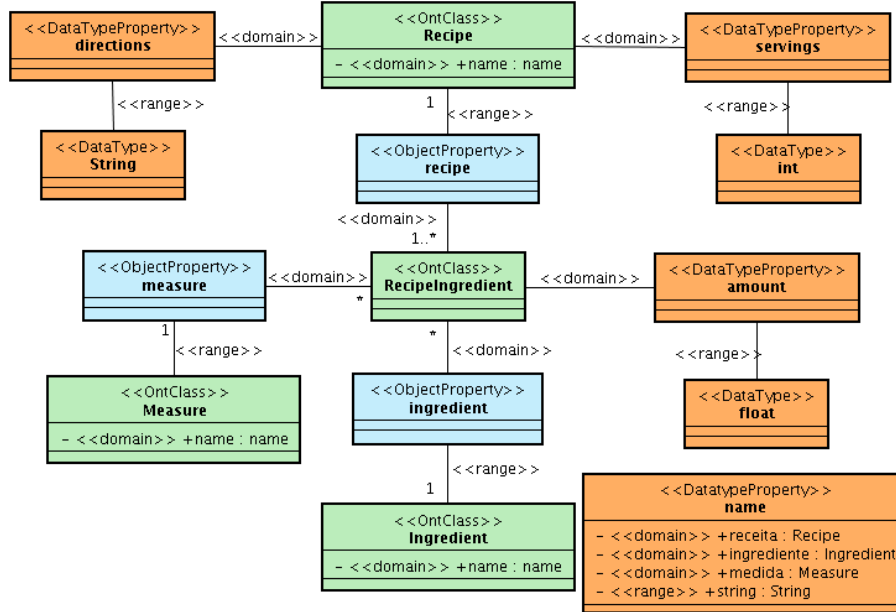 <<DataTypeProperty>>
directions
<<domain>>
<<OntClass>>
Recipe
- <<domain>> +name : name
<<domain>>
<<DataTypeProperty>>
servings
<<range>>
1
<<range>>
<<range>>
<<DataType>>
String
<<ObjectProperty>>
recipe
<<DataType>>
int
<<domain>>
1..*
<<ObjectProperty>>
measure
<<domain>>
*
<<OntClass>>
RecipeIngredient
<<domain>>
<<DataTypeProperty>>
amount
1
<<range>>
*
<<domain>>
<<range>>
<<OntClass>>
Measure
- <<domain>> +name : name
<<ObjectProperty>>
ingredient
<<DataType>>
float
<<range>>
1
<<OntClass>>
Ingredient
- <<domain>> +name : name
<<DatatypeProperty>>
name
- <<domain>> +receita : Recipe
- <<domain>> +ingrediente : Ingredient
- <<domain>> +medida : Measure
- <<range>> +string : String